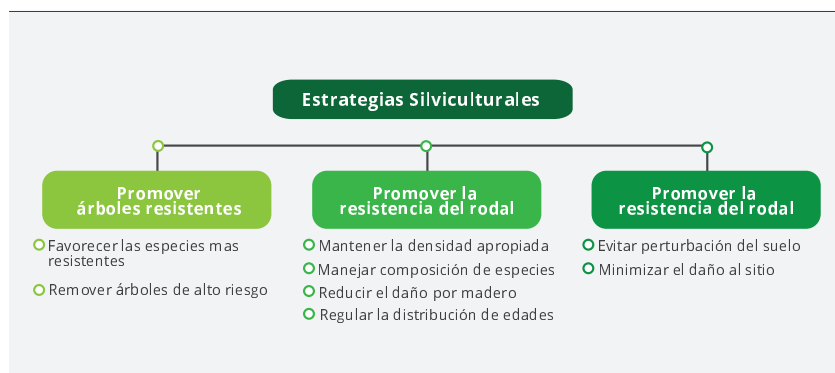 Estrategias Silviculturales
Promover
árboles resistentes
Favorecer las especies mas
resistentes
Remover árboles de alto riesgo
Promover la
resistencia del rodal
Mantener la densidad apropiada
Manejar composición de especies
Reducir el daño por madero
Regular la distribución de edades
Promover la
resistencia del rodal
Evitar perturbación del suelo
Minimizar el daño al sitio